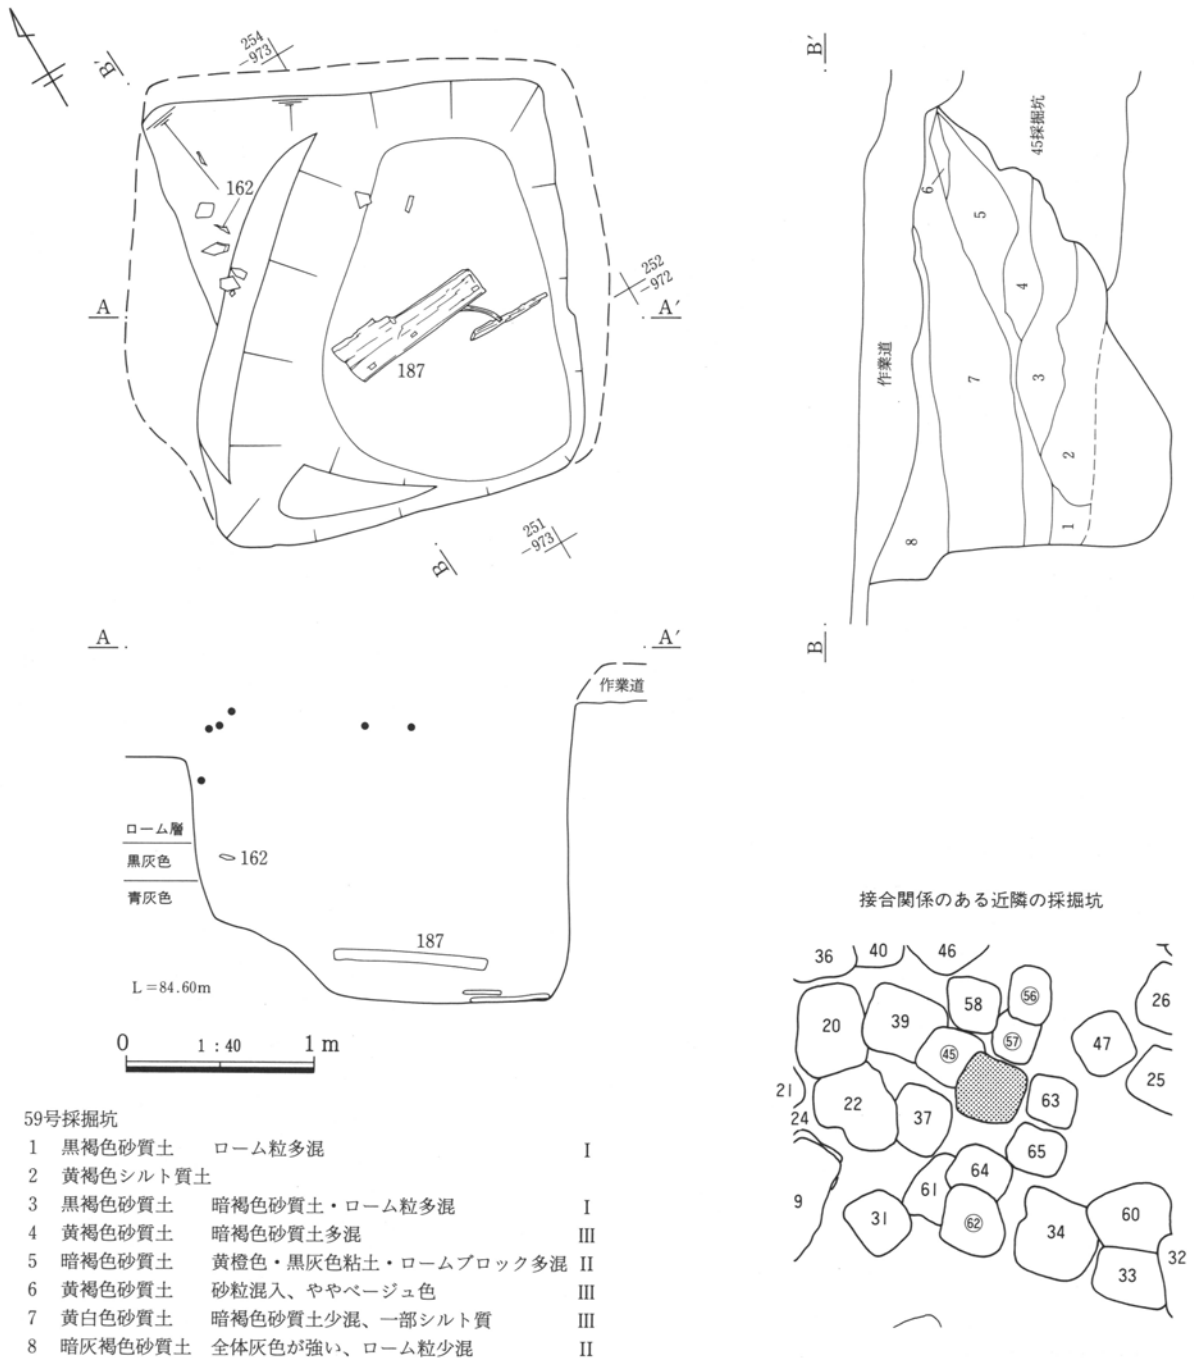 254
-973
B′
162
252
-972
A
A′
187
251
-973
B
B′
45採掘坑
6
5
4
作業道
7
3
2
1
8
B
A
A′
作業道
ローム層
黒灰色
162
青灰色
187
L=84.60m
0 1:40 1m
接合関係のある近隣の採掘坑
36 40 46
58 56 26
20 39 57 47
45 25
21 22 63
24 37
65
64
9 61 60
31 62 34 32
33
59号採掘坑
1 黒褐色砂質土 ローム粒多混 I
2 黄褐色シルト質土
3 黒褐色砂質土 暗褐色砂質土・ローム粒多混 I
4 黄褐色砂質土 暗褐色砂質土多混 III
5 暗褐色砂質土 黄橙色・黒灰色粘土・ロームブロック多混 II
6 黄褐色砂質土 砂粒混入、ややベージュ色 III
7 黄白色砂質土 暗褐色砂質土少混、一部シルト質 III
8 暗灰褐色砂質土 全体灰色が強い、ローム粒少混 II